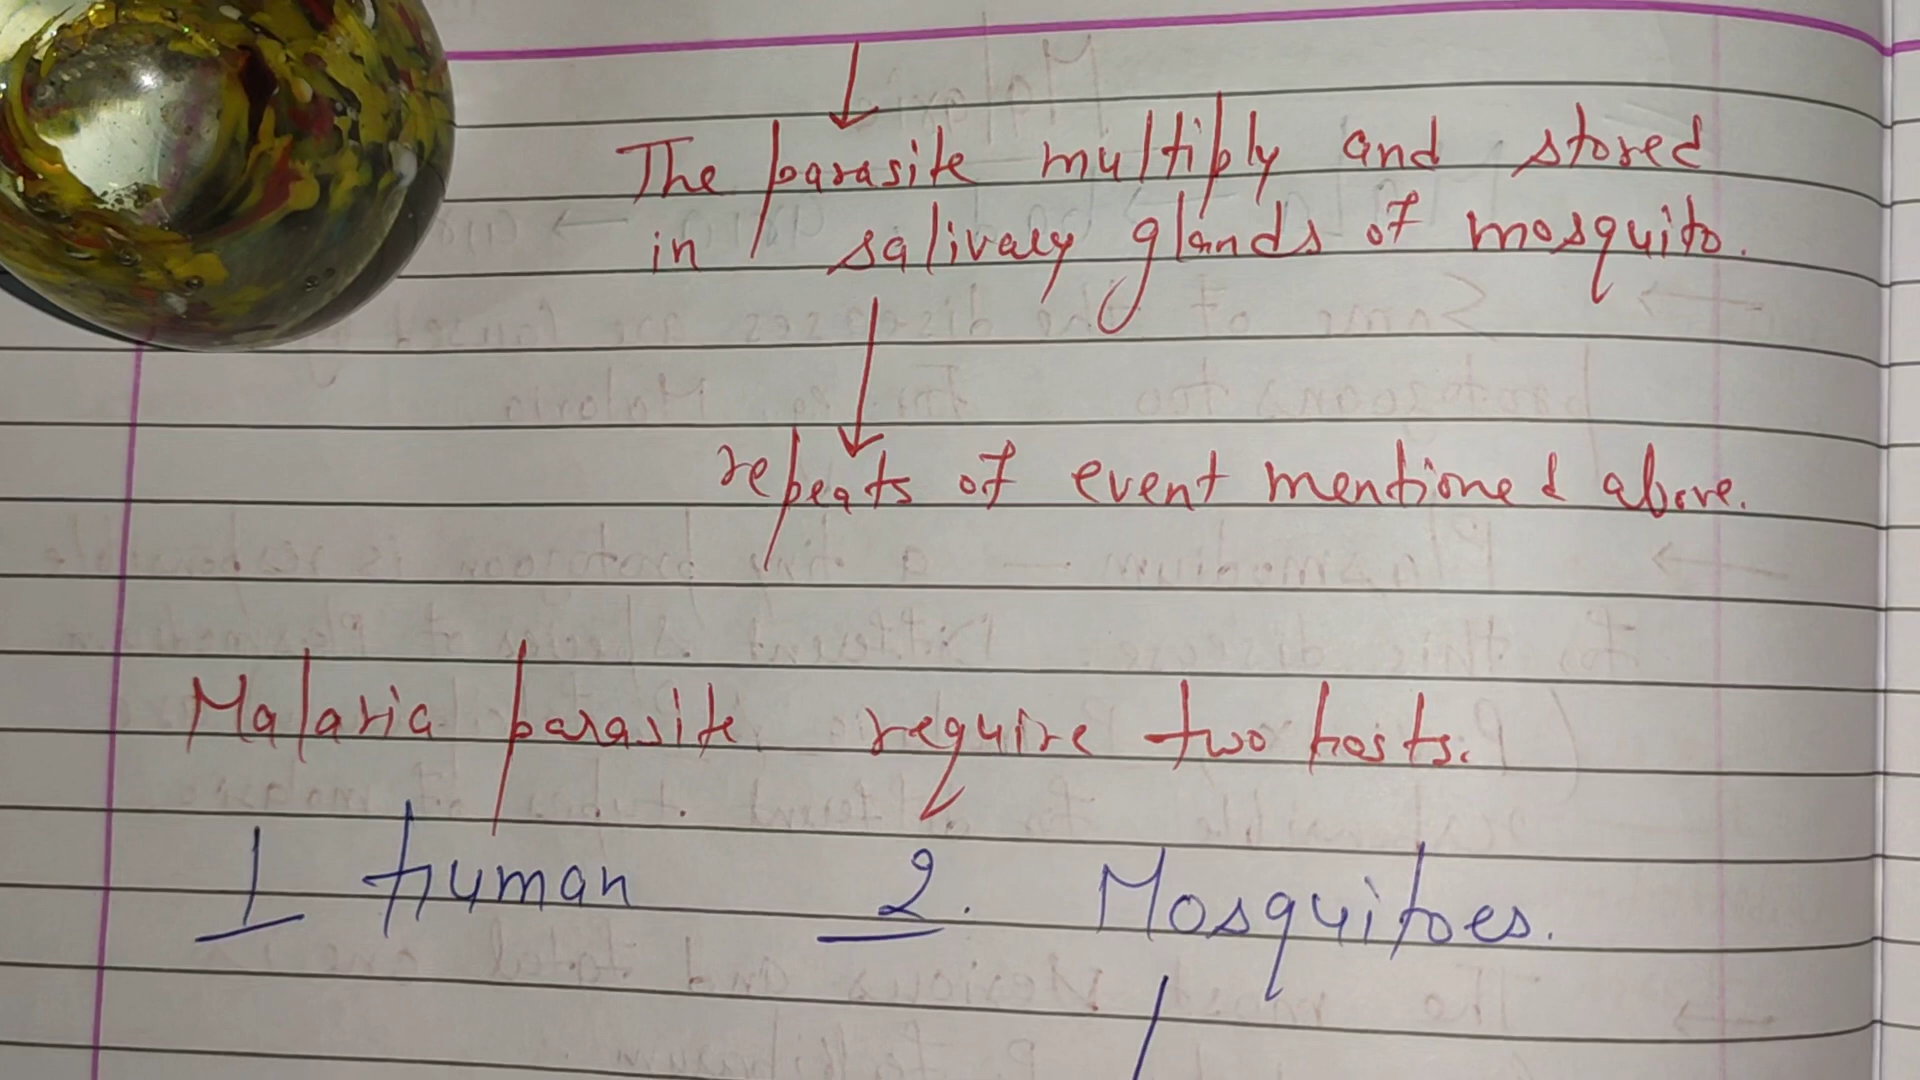 The parasite multiply and stored
in salivary glands of mosquito.
repeats of event mentioned above.
Malaria parasite require two hosts.
1 human 2. Mosquitoes.